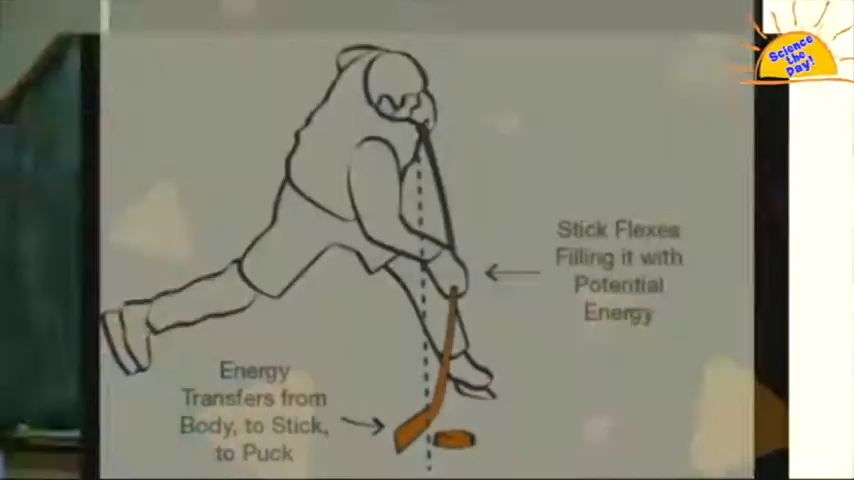 Science
the
Day!
Stick Flexes
Filling it with
Potential
Energy
Energy
Transfers from
Body, to Stick,
to Puck